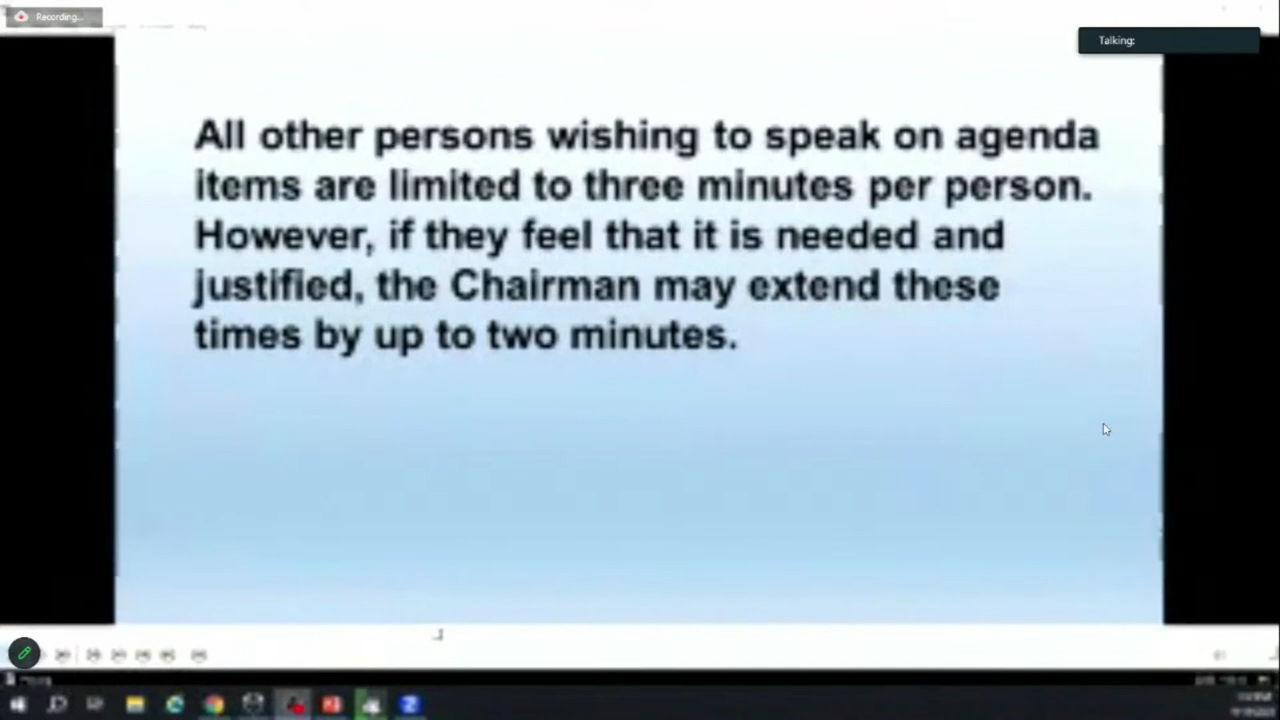 Recording...
Talking:
All other persons wishing to speak on agenda
items are limited to three minutes per person.
However, if they feel that it is needed and
justified, the Chairman may extend these
times by up to two minutes.